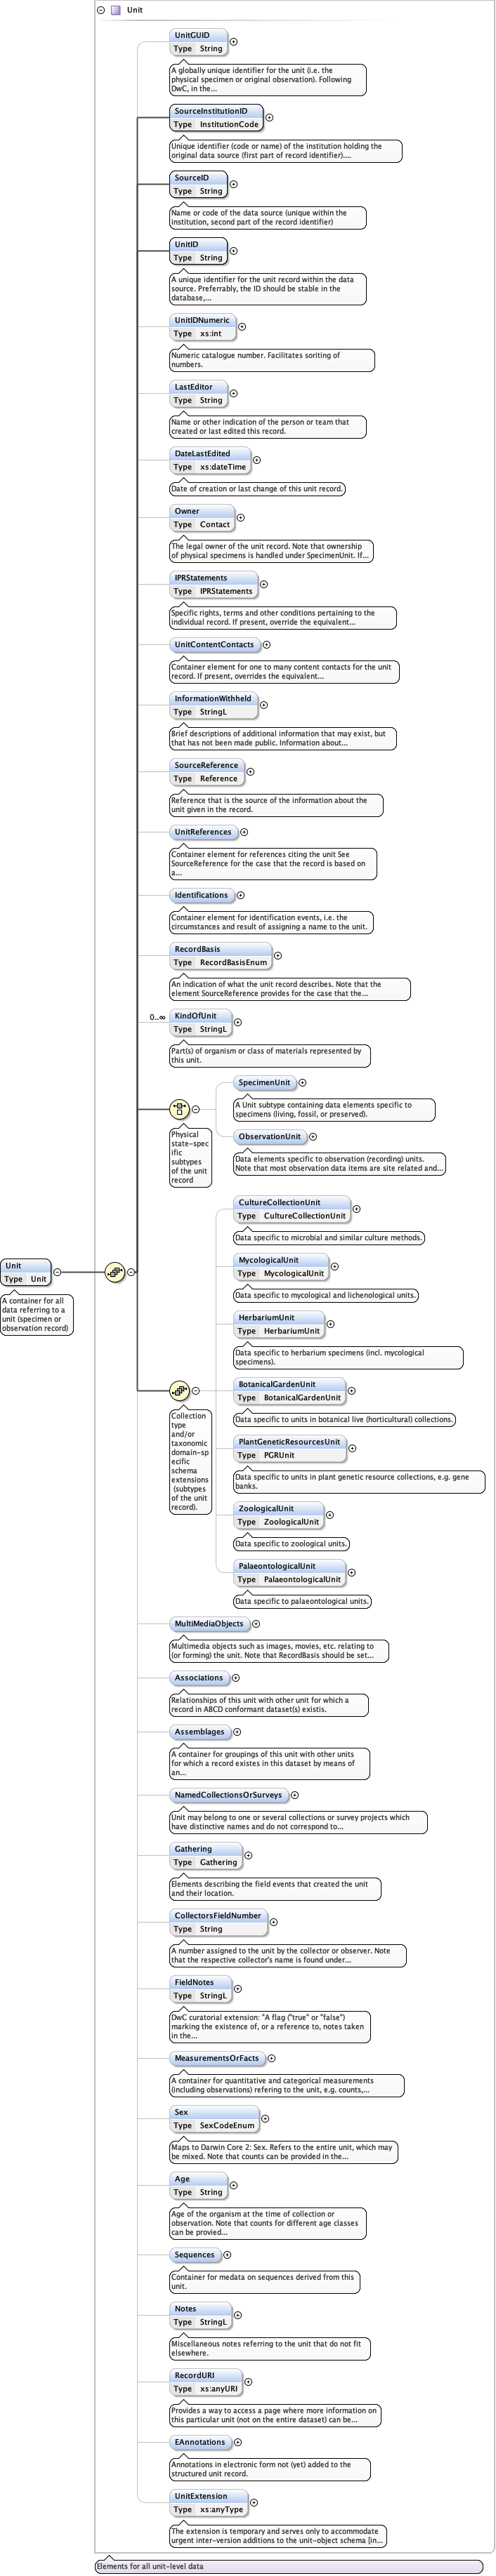 Unit
UnitGUID
Type String
A globally unique identifier for the unit (i.e. the
physical specimen or original observation). Following
DwC, in the...
SourceInstitutionID
Type InstitutionCode
Unique identifier (code or name) of the institution holding the
original data source (first part of record identifier)....
SourceID
Type String
Name or code of the data source (unique within the
institution, second part of the record identifier)
UnitID
Type String
A unique identifier for the unit record within the data
source. Preferrably, the ID should be stable in the
database,...
UnitIDNumeric
Type xs:int
Numeric catalogue number. Facilitates soriting of
numbers.
LastEditor
Type String
Name or other indication of the person or team that
created or last edited this record.
DateLastEdited
Type xs:dateTime
Date of creation or last change of this unit record.
Owner
Type Contact
The legal owner of the unit record. Note that ownership
of physical specimens is handled under SpecimenUnit. If...
IPRStatements
Type IPRStatements
Specific rights, terms and other conditions pertaining to the
individual record. If present, override the equivalent...
UnitContentContacts
Container element for one to many content contacts for the unit
record. If present, overrides the equivalent...
InformationWithheld
Type StringL
Brief descriptions of additional information that may exist, but
that has not been made public. Information about...
SourceReference
Type Reference
Reference that is the source of the information about the
unit given in the record.
UnitReferences
Container element for references citing the unit See
SourceReference for the case that the record is based on
a...
Identifications
Container element for identification events, i.e. the
circumstances and result of assigning a name to the unit.
RecordBasis
Type RecordBasisEnum
An indication of what the unit record describes. Note that the
element SourceReference provides for the case that the...
0..∞
KindOfUnit
Type StringL
Part(s) of organism or class of materials represented by
this unit.
SpecimenUnit
A Unit subtype containing data elements specific to
specimens (living, fossil, or preserved).
ObservationUnit
Data elements specific to observation (recording) units.
Note that most observation data items are site related and...
Physical
state-spec
ific
subtypes
of the unit
record
CultureCollectionUnit
Type CultureCollectionUnit
Data specific to microbial and similar culture methods.
MycologicalUnit
Type MycologicalUnit
Data specific to mycological and lichenological units.
HerbariumUnit
Type HerbariumUnit
Data specific to herbarium specimens (incl. mycological
specimens).
BotanicalGardenUnit
Type BotanicalGardenUnit
Data specific to units in botanical live (horticultural) collections.
PlantGeneticResourcesUnit
Type PGRUnit
Data specific to units in plant genetic resource collections, e.g. gene
banks.
ZoologicalUnit
Type ZoologicalUnit
Data specific to zoological units.
PalaeontologicalUnit
Type PalaeontologicalUnit
Data specific to palaeontological units.
Collection
type
and/or
taxonomic
domain-sp
ecific
schema
extensions
(subtypes
of the unit
record).
Unit
Type Unit
A container for all
data referring to a
unit (specimen or
observation record)
MultiMediaObjects
Multimedia objects such as images, movies, etc. relating to
(or forming) the unit. Note that RecordBasis should be set...
Associations
Relationships of this unit with other unit for which a
record in ABCD conformant dataset(s) existis.
Assemblages
A container for groupings of this unit with other units
for which a record existes in this dataset by means of
an...
NamedCollectionsOrSurveys
Unit may belong to one or several collections or survey projects which
have distinctive names and do not correspond to...
Gathering
Type Gathering
Elements describing the field events that created the unit
and their location.
CollectorsFieldNumber
Type String
A number assigned to the unit by the collector or observer. Note
that the respective collector's name is found under...
FieldNotes
Type StringL
DwC curatorial extension: "A flag ("true" or "false")
marking the existence of, or a reference to, notes taken
in the...
MeasurementsOrFacts
A container for quantitative and categorical measurements
(including observations) refering to the unit, e.g. counts,...
Sex
Type SexCodeEnum
Maps to Darwin Core 2: Sex. Refers to the entire unit, which may
be mixed. Note that counts can be provided in the...
Age
Type String
Age of the organism at the time of collection or
observation. Note that counts for different age classes
can be provied...
Sequences
Container for medata on sequences derived from this
unit.
Notes
Type StringL
Miscellaneous notes referring to the unit that do not fit
elsewhere.
RecordURI
Type xs:anyURI
Provides a way to access a page where more information on
this particular unit (not on the entire dataset) can be...
EAnnotations
Annotations in electronic form not (yet) added to the
structured unit record.
UnitExtension
Type xs:anyType
The extension is temporary and serves only to accommodate
urgent inter-version additions to the unit-object schema [in...
Elements for all unit-level data